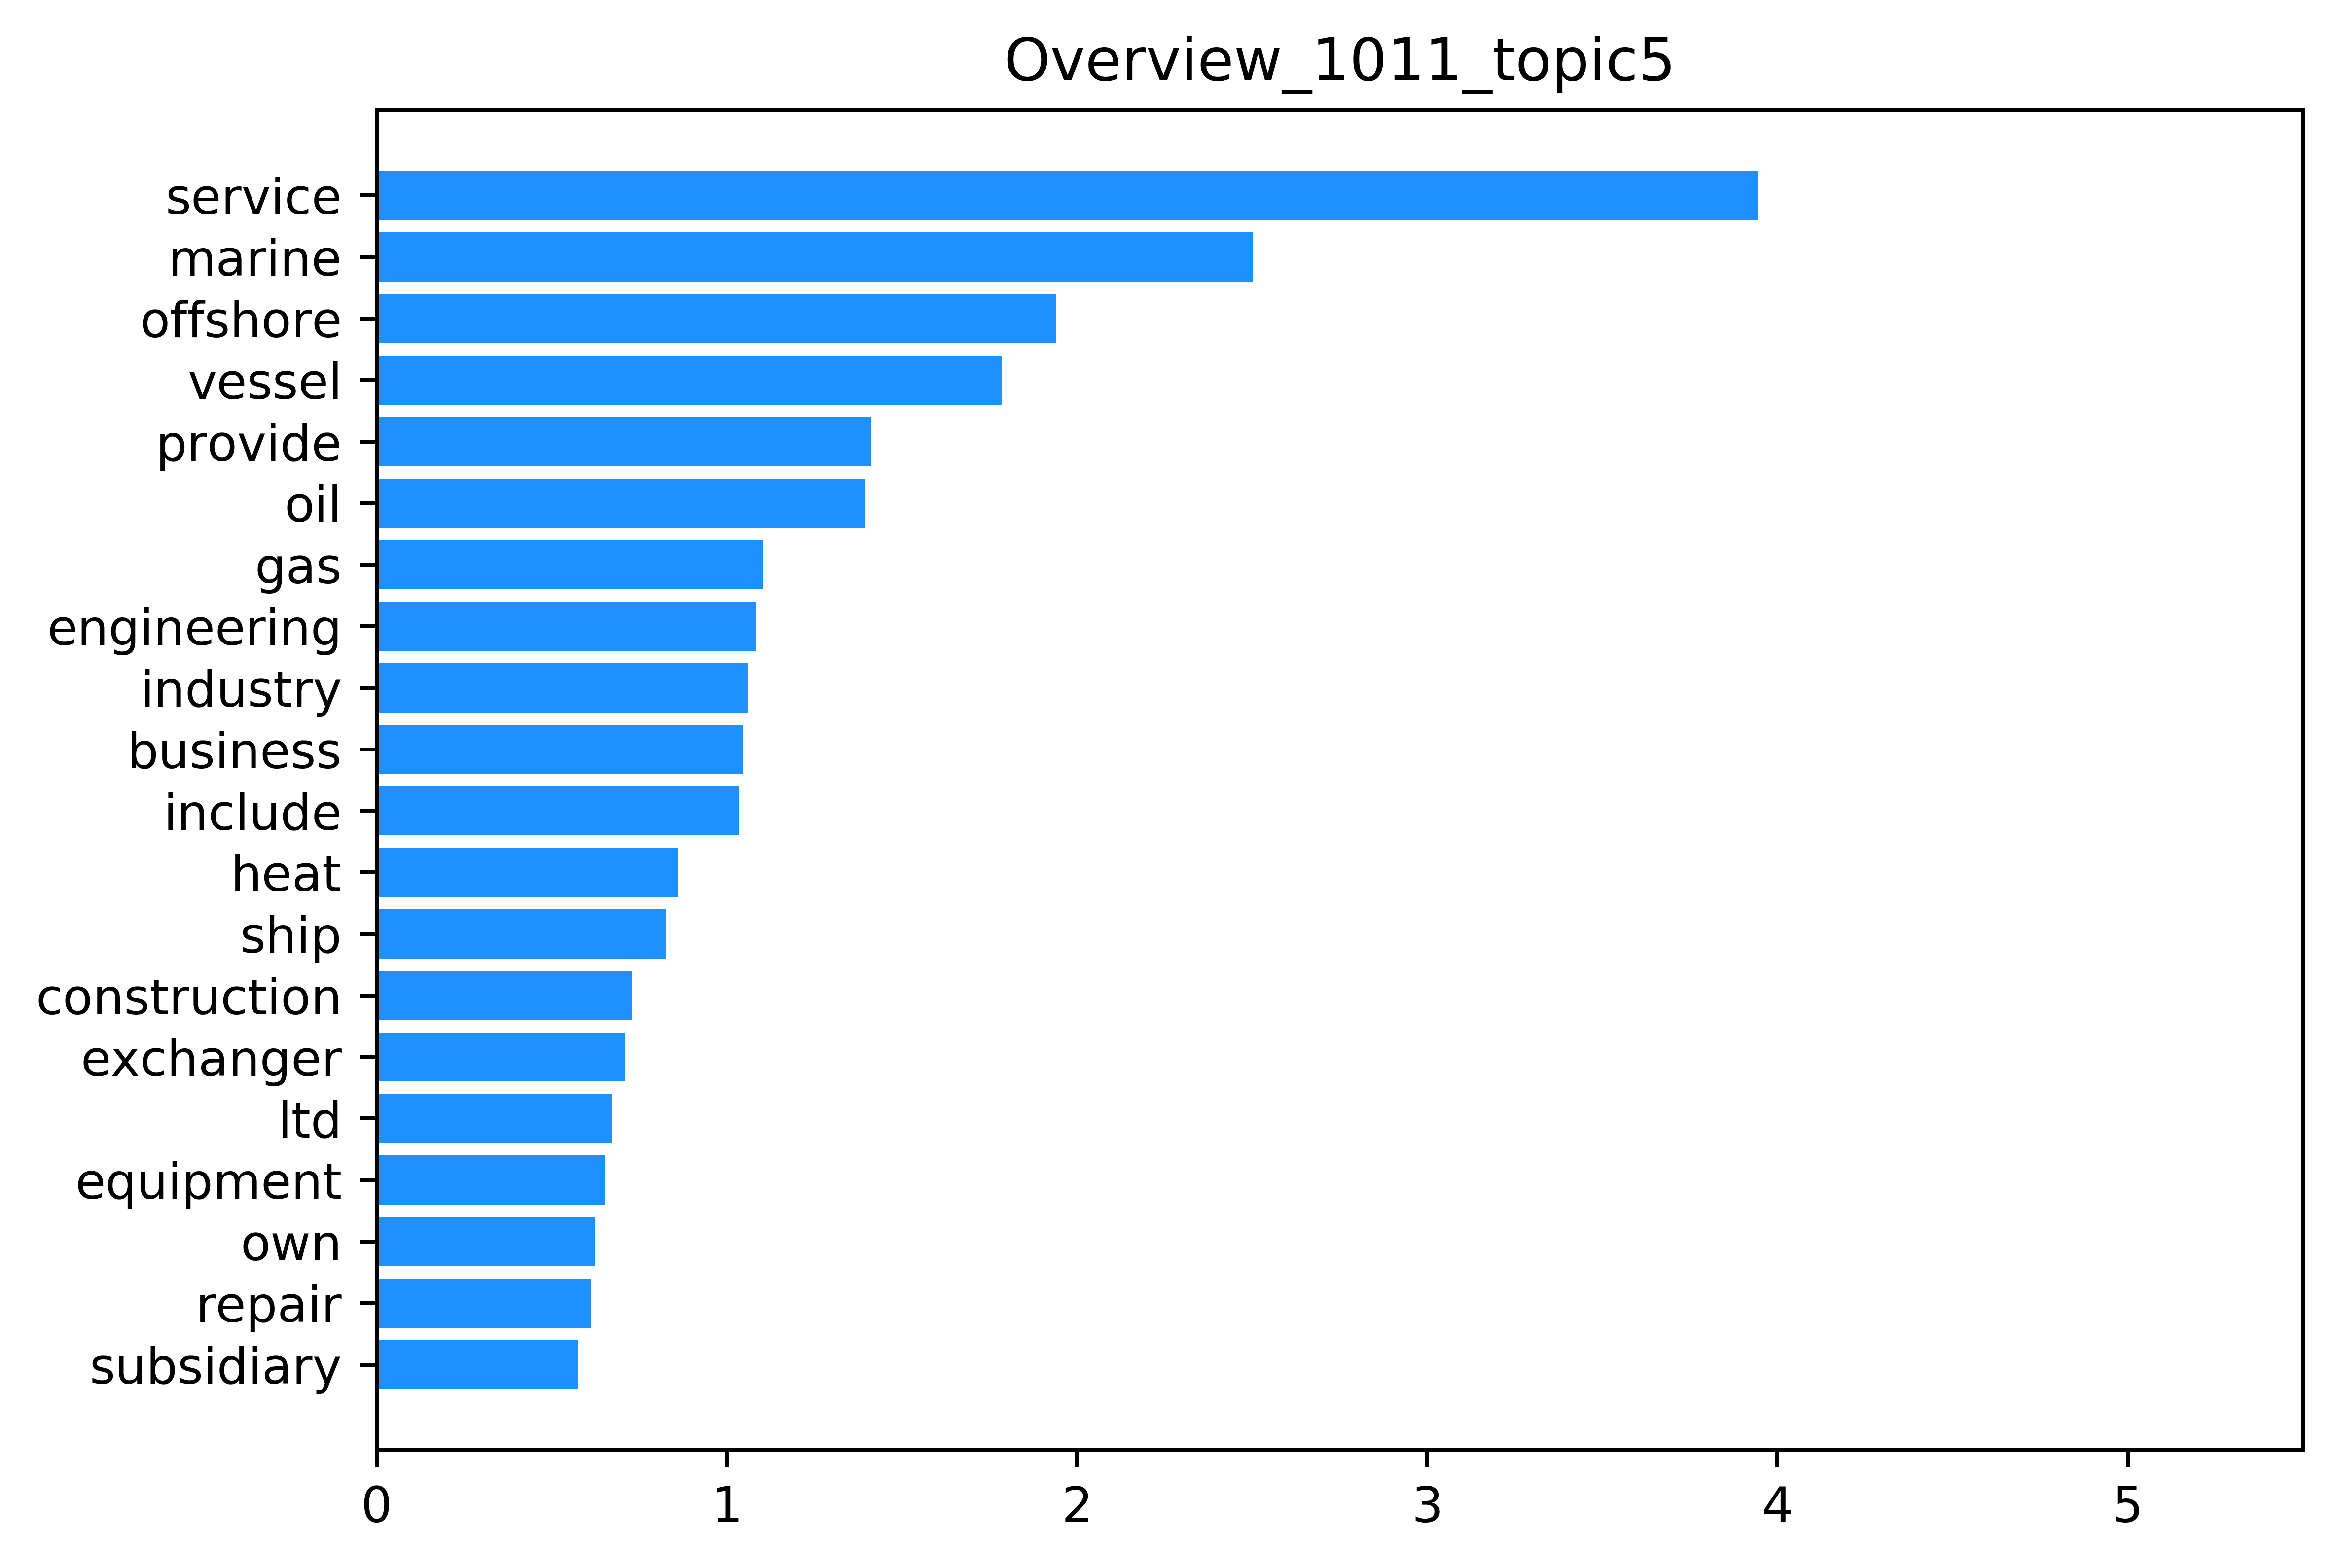 Overview_1011_topic5
service
marine
offshore
vessel
provide
oil
gas
engineering
industry
business
include
heat
ship
construction
exchanger
ltd
equipment
own
repair
subsidiary
0 1 2 3 4 5